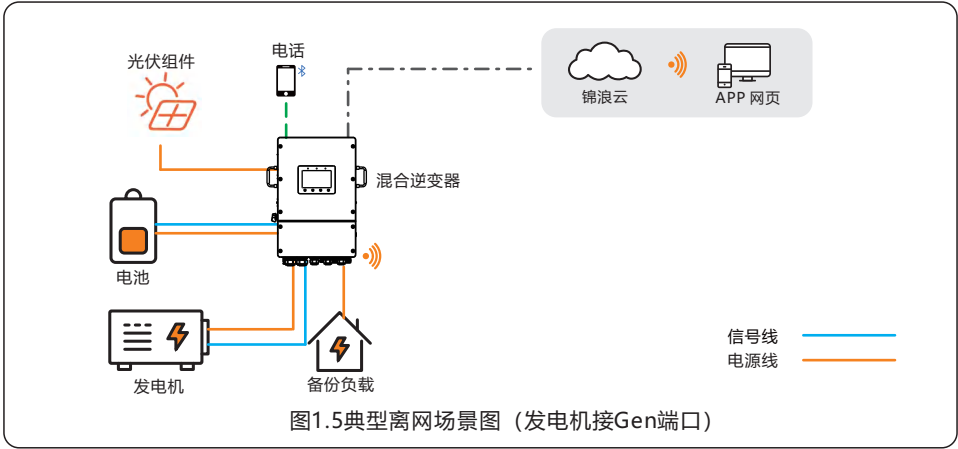 电话
光伏组件
锦浪云
APP 网页
混合逆变器
电池
信号线
电源线
发电机
备份负载
图1.5典型离网场景图（发电机接Gen端口）